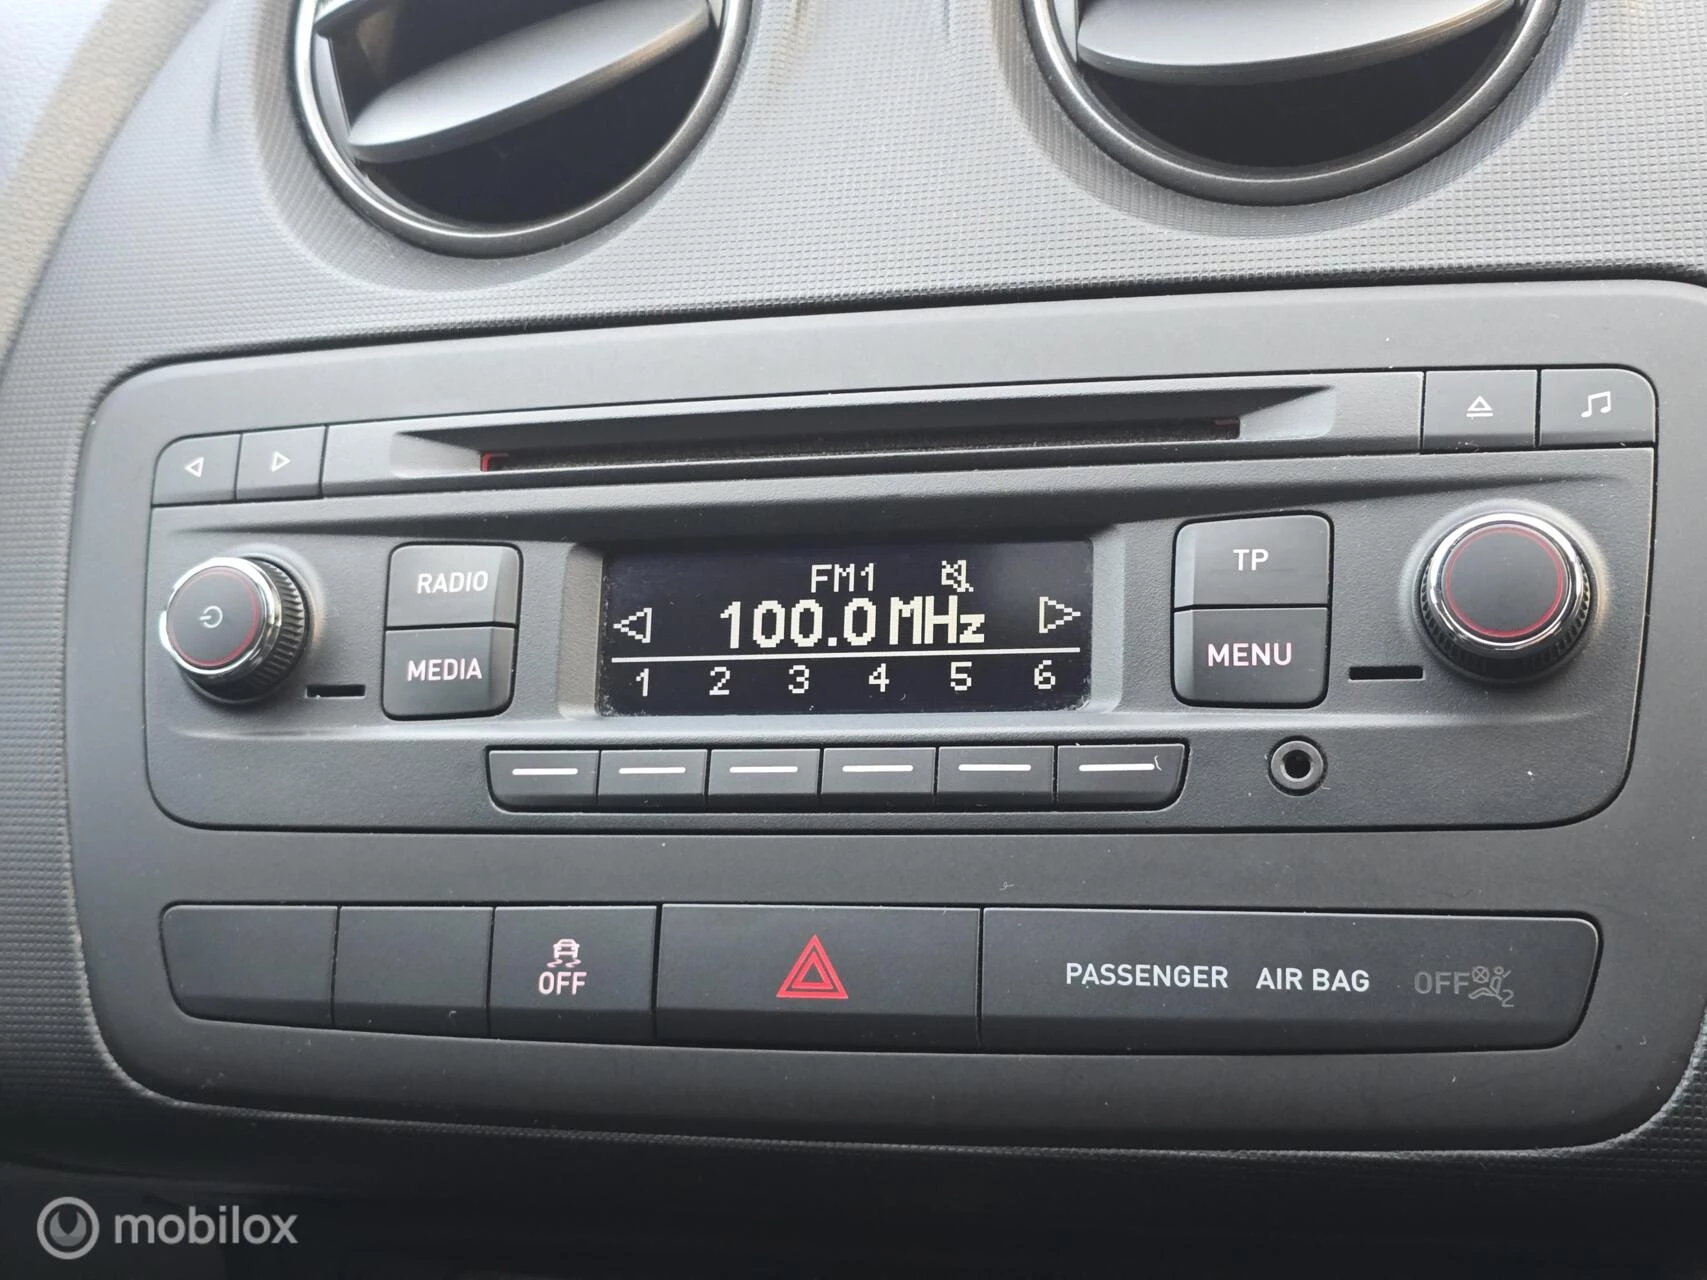 RADIO
MEDIA
FM1
100.0 MHz
1 2 3 4 5 6
TP
MENU
OFF
PASSENGER AIR BAG OFF 2
mobilox